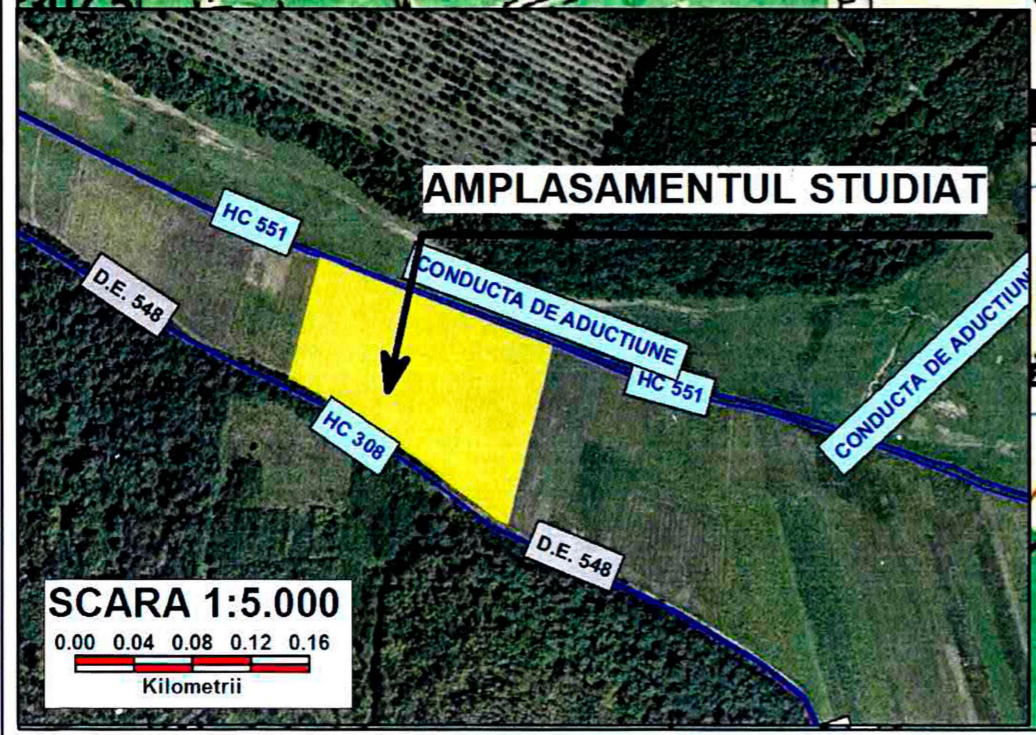 AMPLASAMENTUL STUDIAT
HC 551
CONDUCTA DE ADUCTIUNE
CONDUCTA DE ADUCTIUN
D.E. 548
HC 551
HC 308
D.E. 548
SCARA 1:5.000
0.00 0.04 0.08 0.12 0.16
Kilometrii